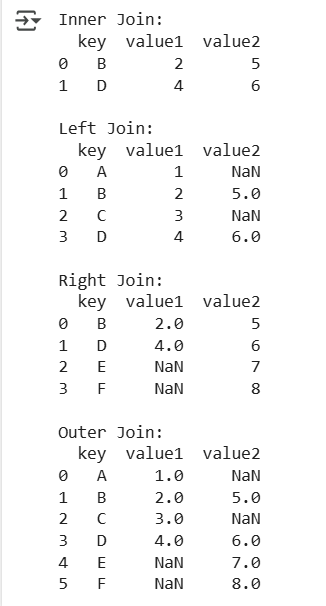 Inner Join:
  key  value1  value2
0   B       2       5
1   D       4       6

Left Join:
  key  value1  value2
0   A       1     NaN
1   B       2     5.0
2   C       3     NaN
3   D       4     6.0

Right Join:
  key  value1  value2
0   B     2.0       5
1   D     4.0       6
2   E     NaN       7
3   F     NaN       8

Outer Join:
  key  value1  value2
0   A     1.0     NaN
1   B     2.0     5.0
2   C     3.0     NaN
3   D     4.0     6.0
4   E     NaN     7.0
5   F     NaN     8.0